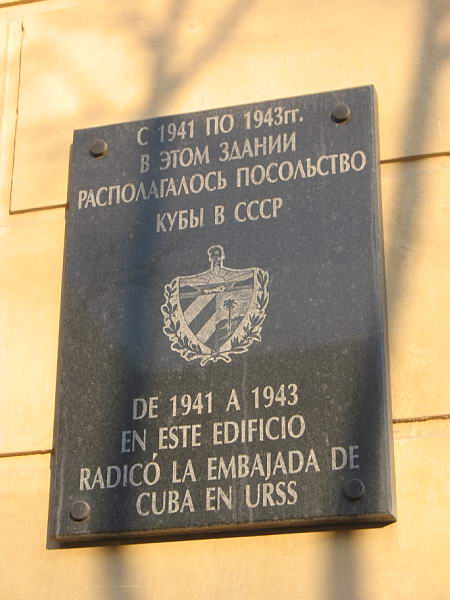 С 1941 ПО 1943гг.
В ЭТОМ ЗДАНИИ
РАСПОЛАГАЛОСЬ ПОСОЛЬСТВО
КУБЫ В СССР
DE 1941 A 1943
EN ESTE EDIFICIO
RADICÓ LA EMBAJADA DE
CUBA EN URSS